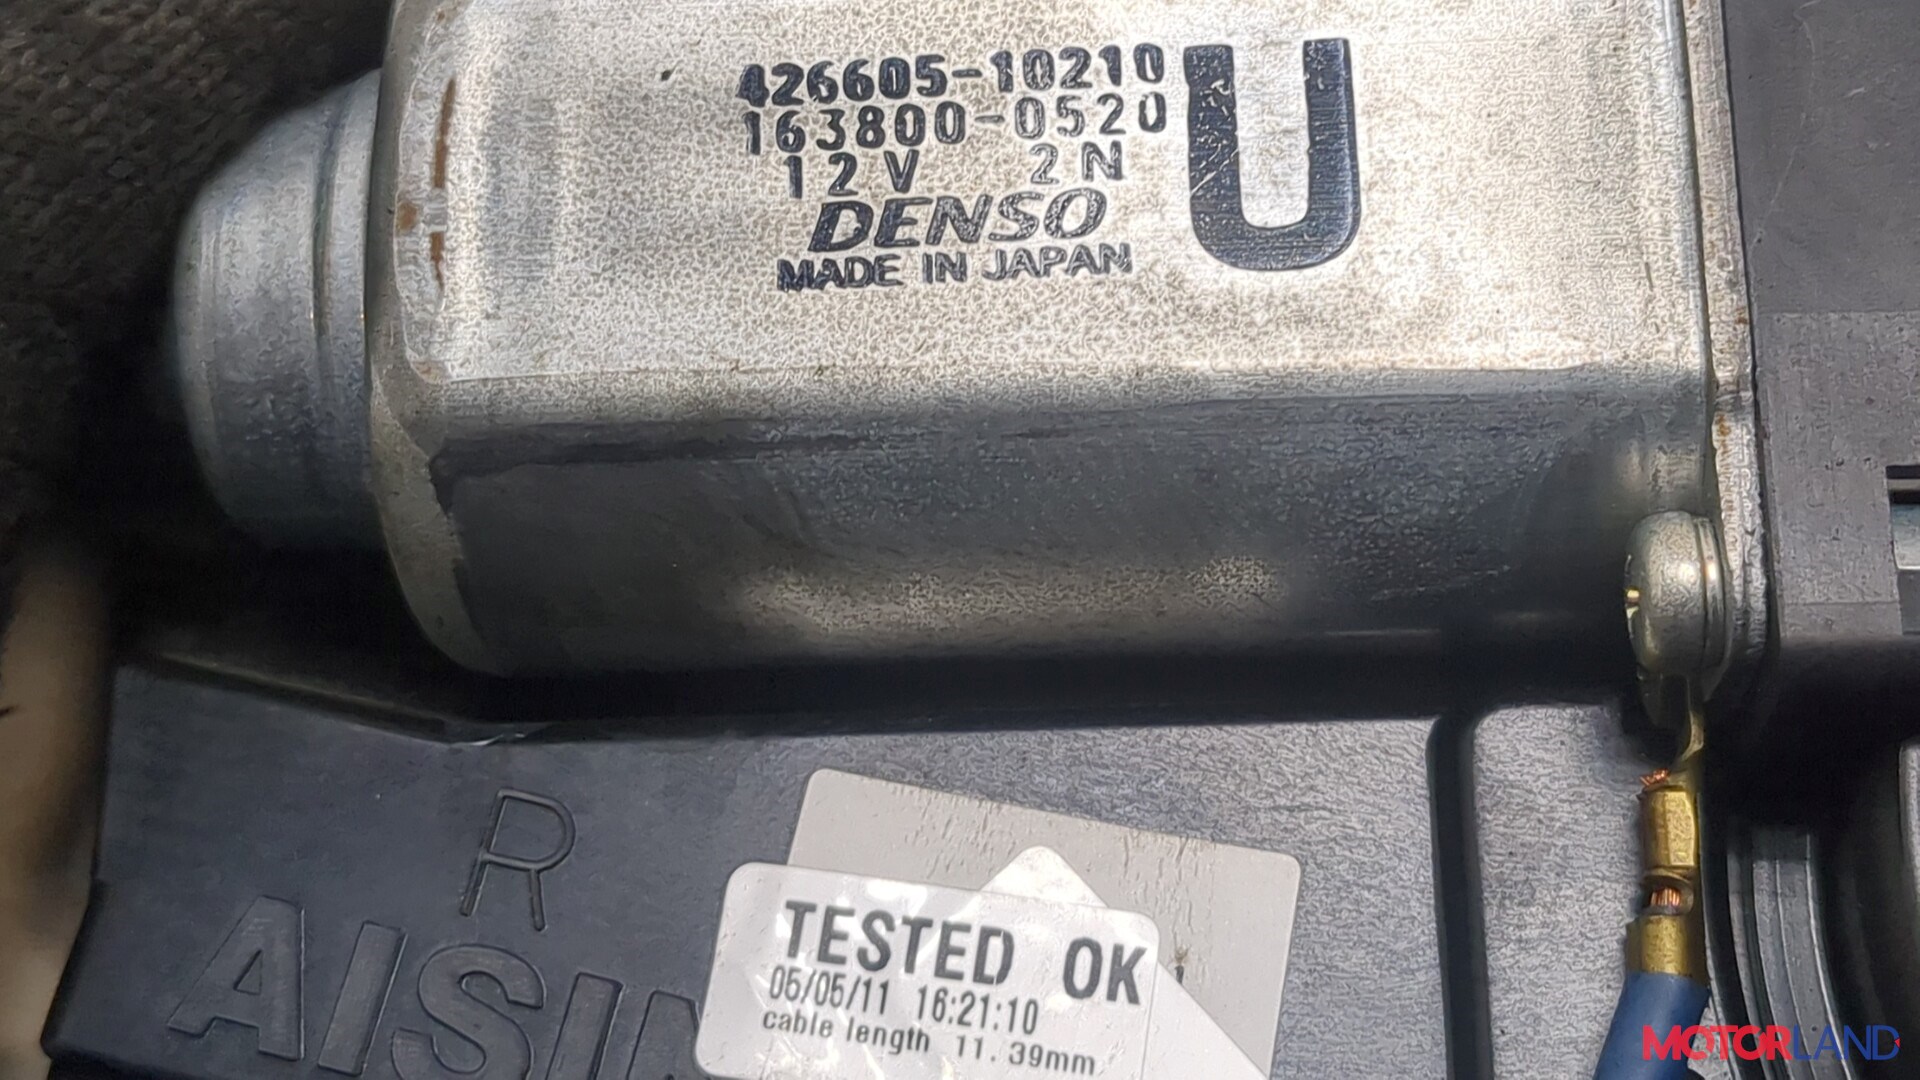 426605-10210
163800-0520
12V 2N
DENSO
MADE IN JAPAN
U
R
AISIN
TESTED OK
05/05/11 16:21:10
cable length 11.39mm
MOTORLAND